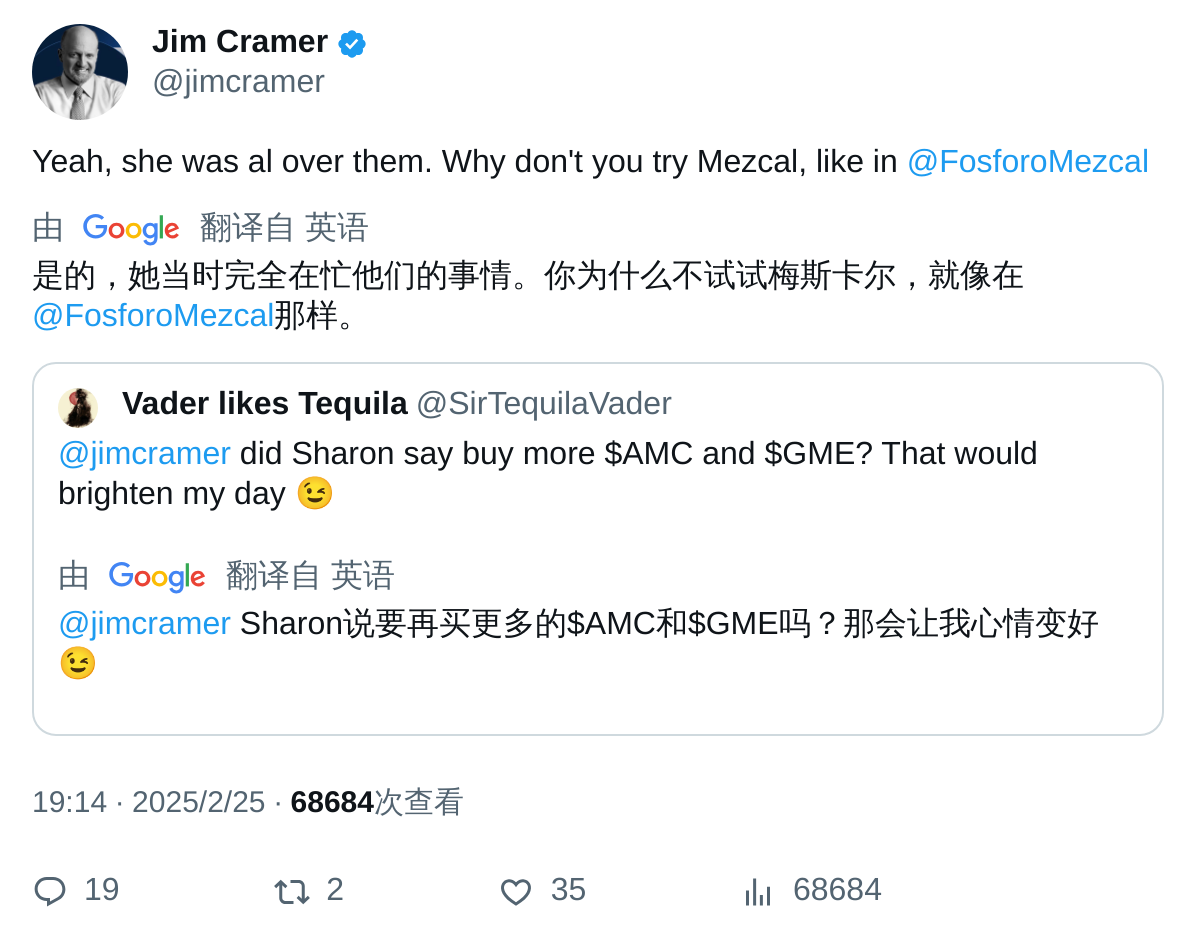 Jim Cramer
@jimcramer
Yeah, she was al over them. Why don't you try Mezcal, like in @FosforoMezcal
由 Google 翻译自 英语
是的，她当时完全在忙他们的事情。你为什么不试试梅斯卡尔，就像在
@FosforoMezcal那样。
Vader likes Tequila @SirTequilaVader
@jimcramer did Sharon say buy more $AMC and $GME? That would
brighten my day 😉
由 Google 翻译自 英语
@jimcramer Sharon说要再买更多的$AMC和$GME吗？那会让我心情变好
😉
19:14 · 2025/2/25 · 68684次查看
19 2 35 68684